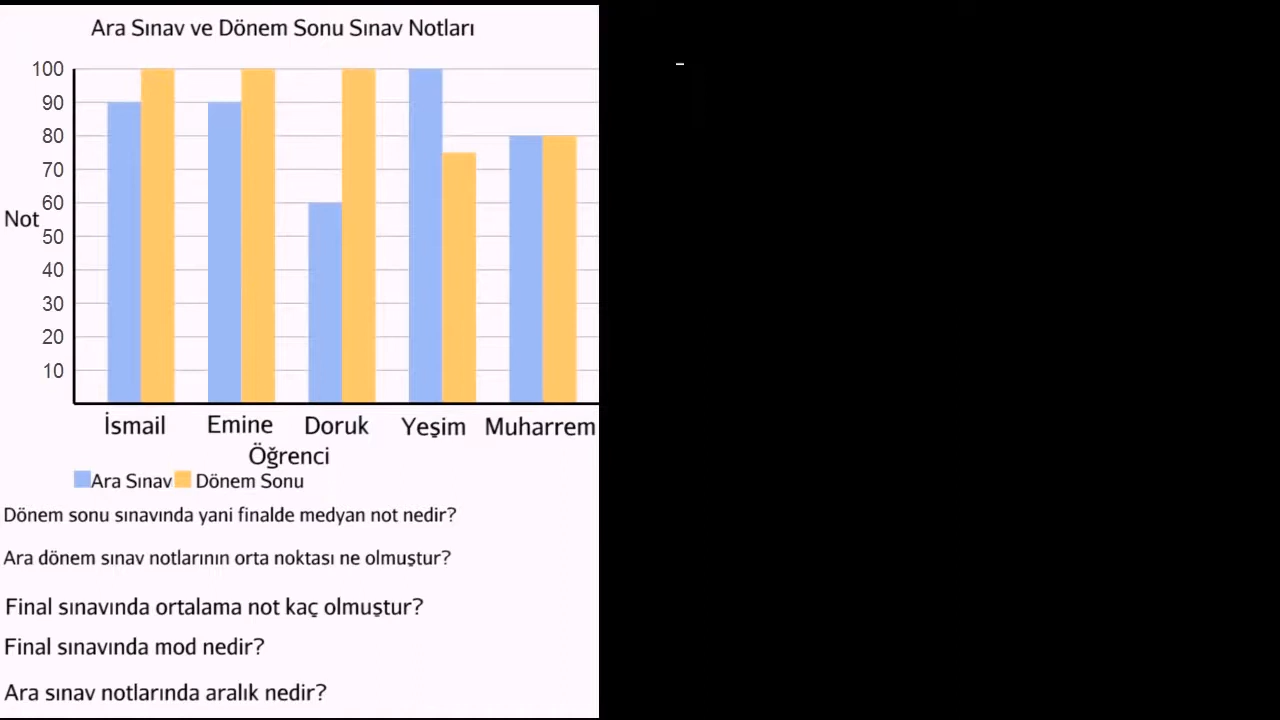 Ara Sınav ve Dönem Sonu Sınav Notları
100
90
80
70
60
Not
50
40
30
20
10
İsmail Emine Doruk Yeşim Muharrem
Öğrenci
Ara Sınav Dönem Sonu
Dönem sonu sınavında yani finalde medyan not nedir?
Ara dönem sınav notlarının orta noktası ne olmuştur?
Final sınavında ortalama not kaç olmuştur?
Final sınavında mod nedir?
Ara sınav notlarında aralık nedir?